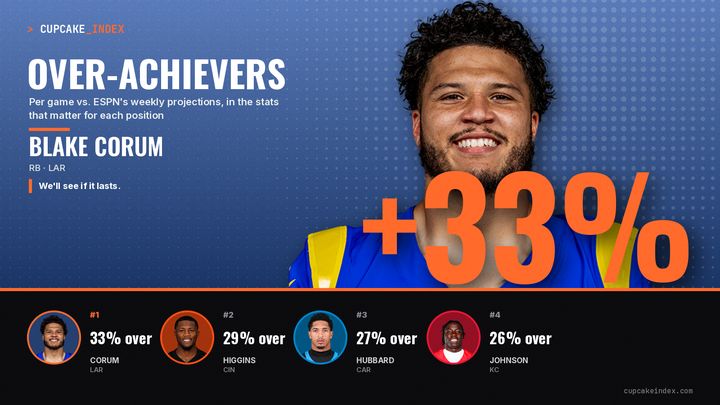 > CUPCAKE_INDEX
OVER-ACHIEVERS
Per game vs. ESPN's weekly projections, in the stats
that matter for each position
BLAKE CORUM
RB · LAR
We'll see if it lasts.
+33%
#1
33% over
CORUM
LAR
#2
29% over
HIGGINS
CIN
#3
27% over
HUBBARD
CAR
#4
26% over
JOHNSON
KC
cupcakeindex.com